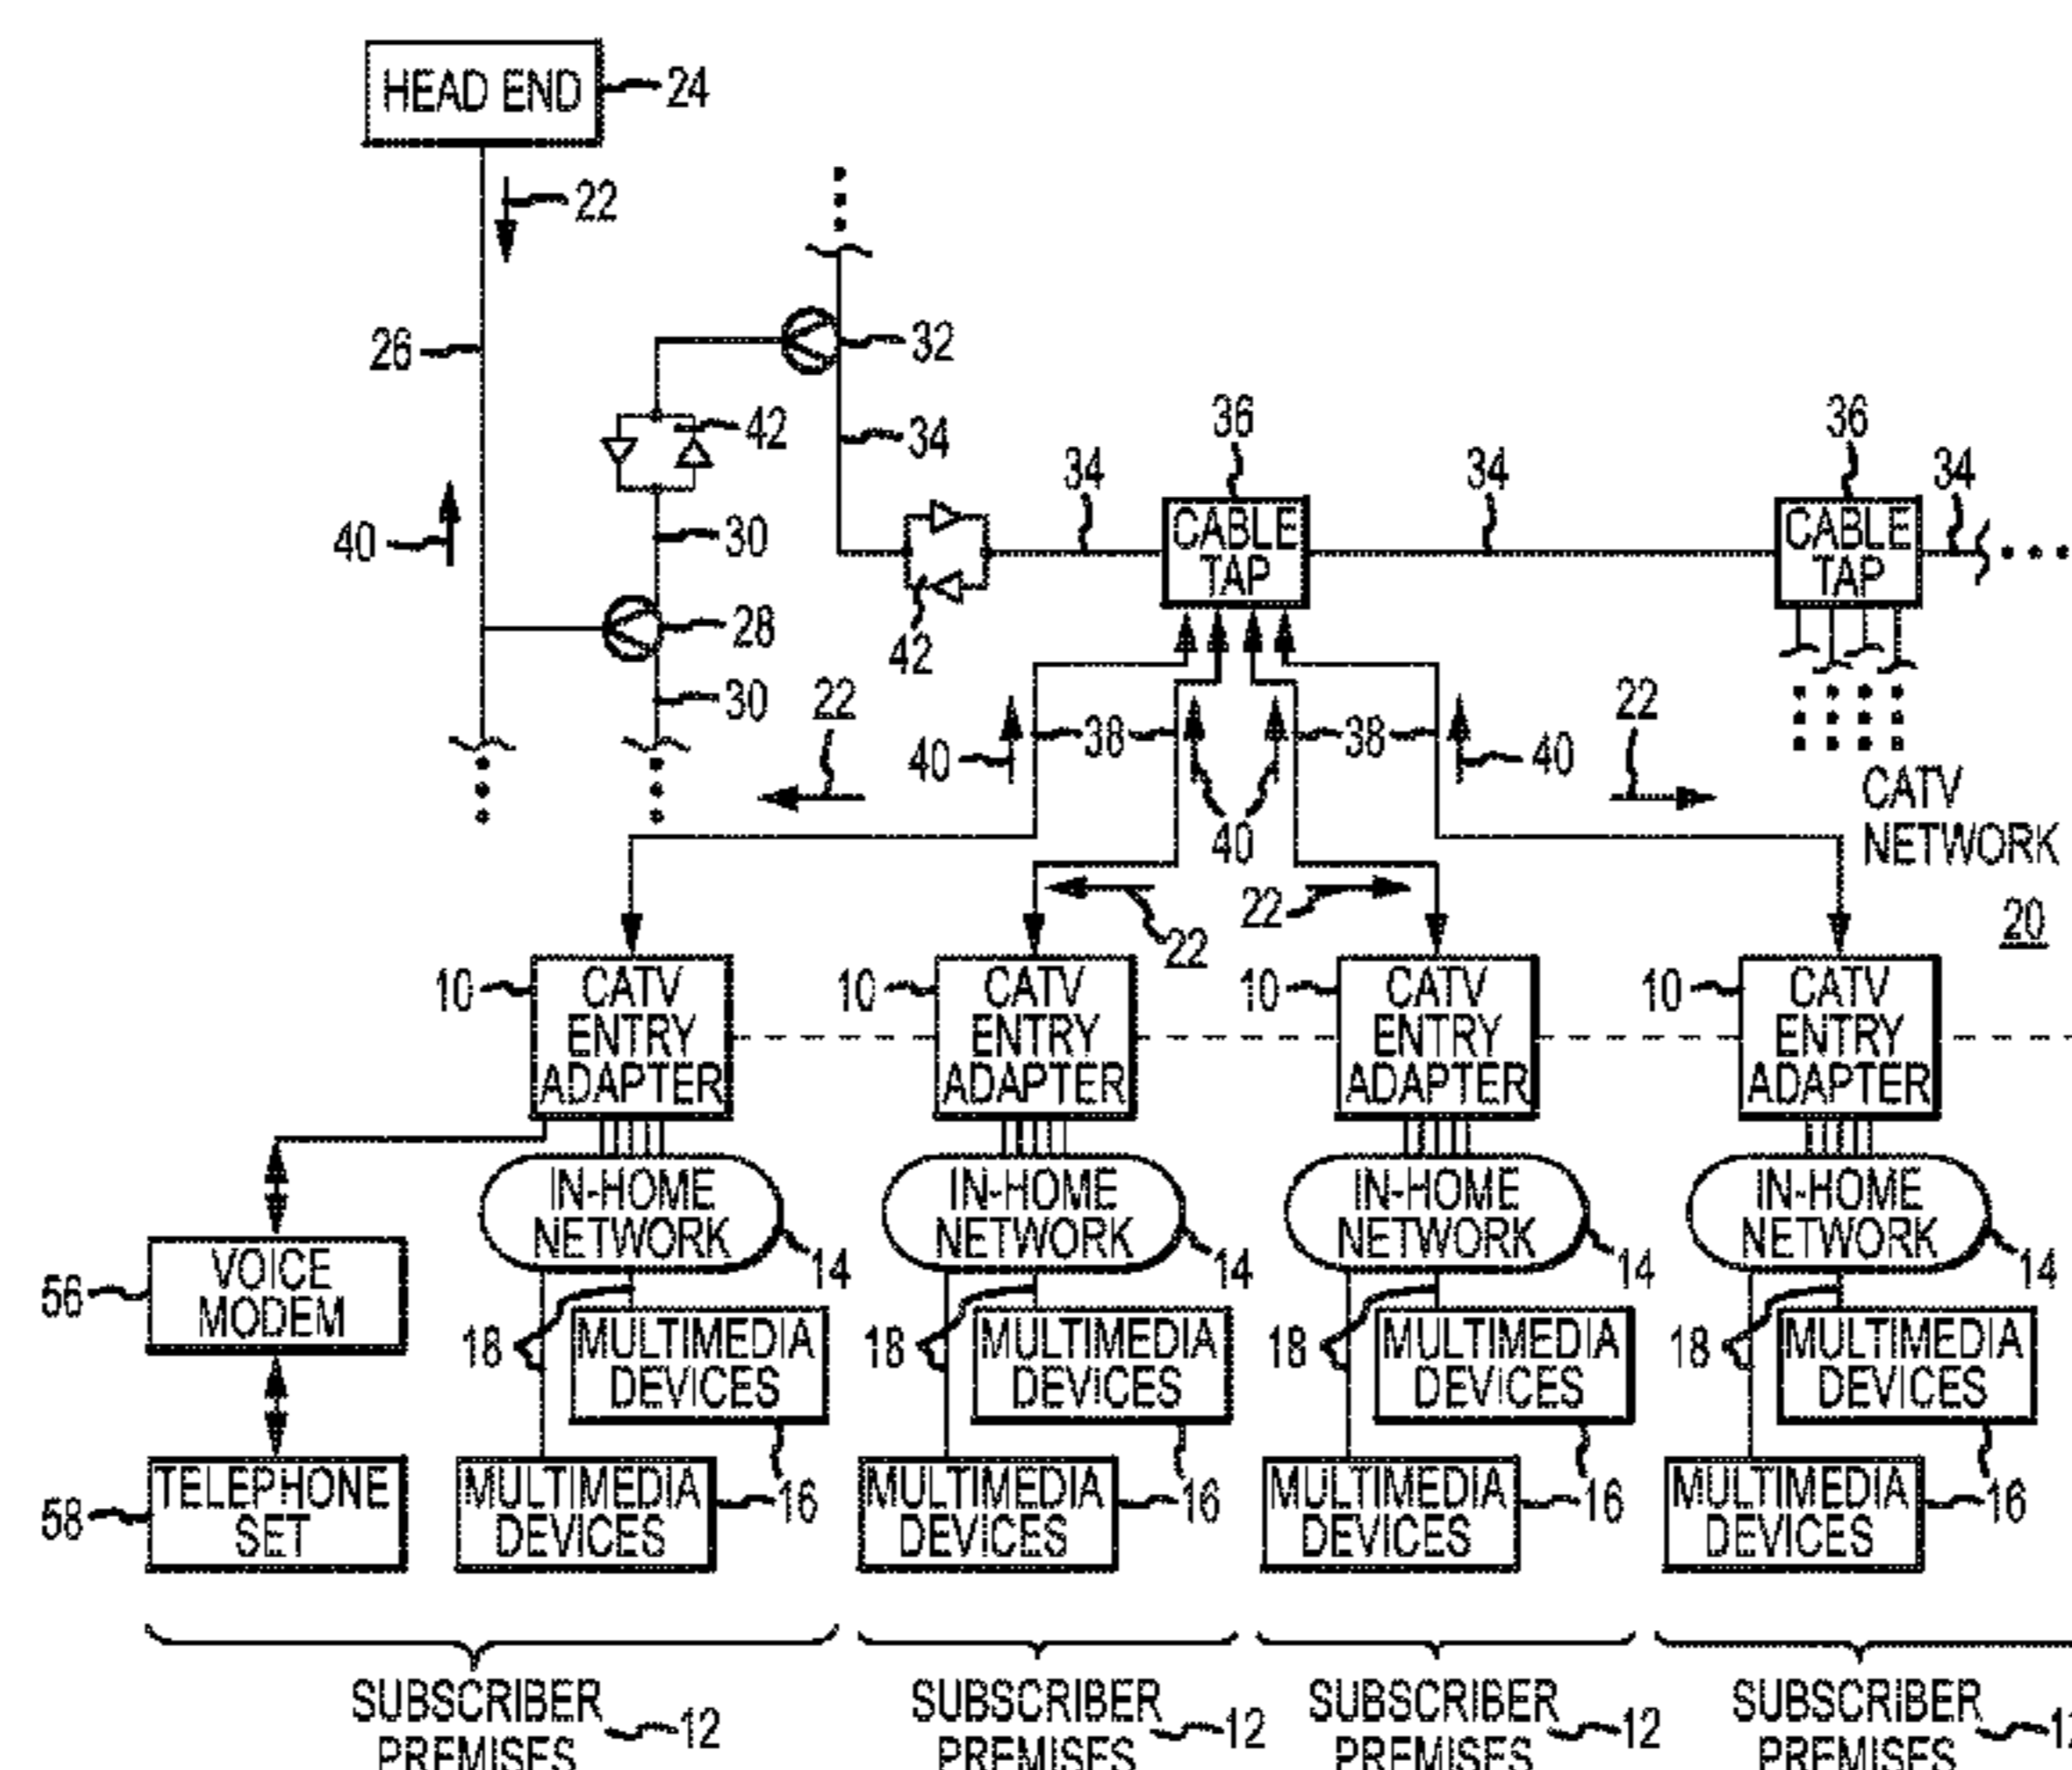 HEAD END
24
22
26
32
42
34
36
36
34
34
34
40
30
28
42
30
22
38
38
22
40
40
CATV
NETWORK
40
22
22
20
10
CATV
ENTRY
ADAPTER
10
CATV
ENTRY
ADAPTER
10
CATV
ENTRY
ADAPTER
10
CATV
ENTRY
ADAPTER
CABLE
TAP
CABLE
TAP
IN-HOME
NETWORK
14
IN-HOME
NETWORK
14
IN-HOME
NETWORK
14
IN-HOME
NETWORK
14
56
VOICE
MODEM
18
MULTIMEDIA
DEVICES
18
MULTIMEDIA
DEVICES
18
MULTIMEDIA
DEVICES
18
MULTIMEDIA
DEVICES
58
TELEPHONE
SET
MULTIMEDIA
DEVICES
16
MULTIMEDIA
DEVICES
16
MULTIMEDIA
DEVICES
16
MULTIMEDIA
DEVICES
16
SUBSCRIBER
PREMISES
12
SUBSCRIBER
PREMISES
12
SUBSCRIBER
PREMISES
12
SUBSCRIBER
PREMISES